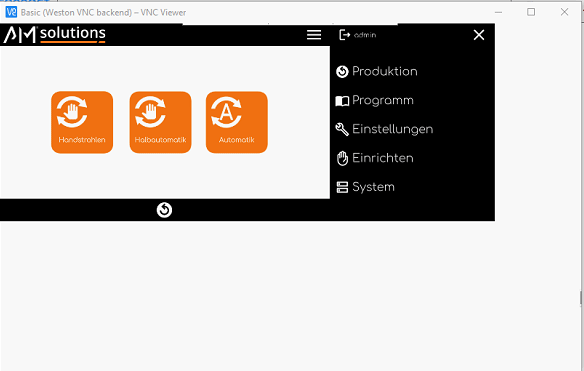 Basic (Weston VNC backend) – VNC Viewer
AM solutions
admin
Produktion
Programm
Einstellungen
Einrichten
System
Handstrahlen
Halbautomatik
A
Automatik